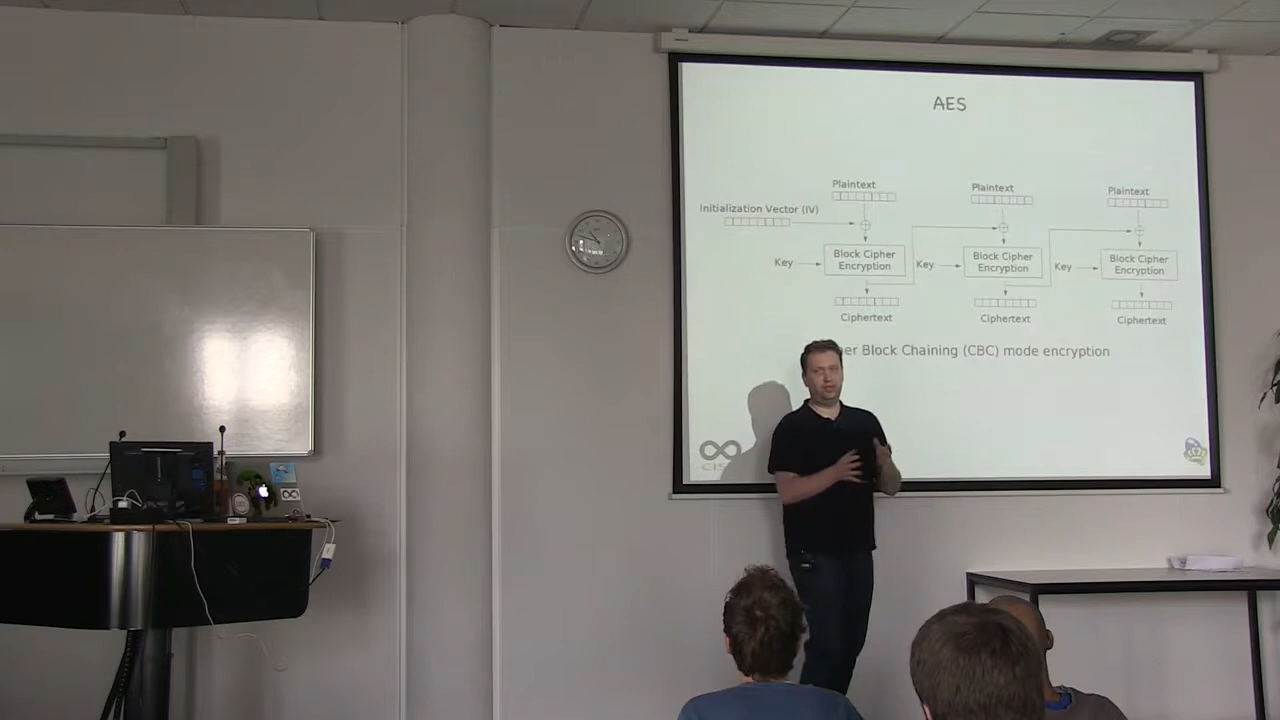 AES
Plaintext
Plaintext
Plaintext
Initialization Vector (IV)
Key
Block Cipher
Encryption
Key
Block Cipher
Encryption
Key
Block Cipher
Encryption
Ciphertext
Ciphertext
Ciphertext
Block Chaining (CBC) mode encryption